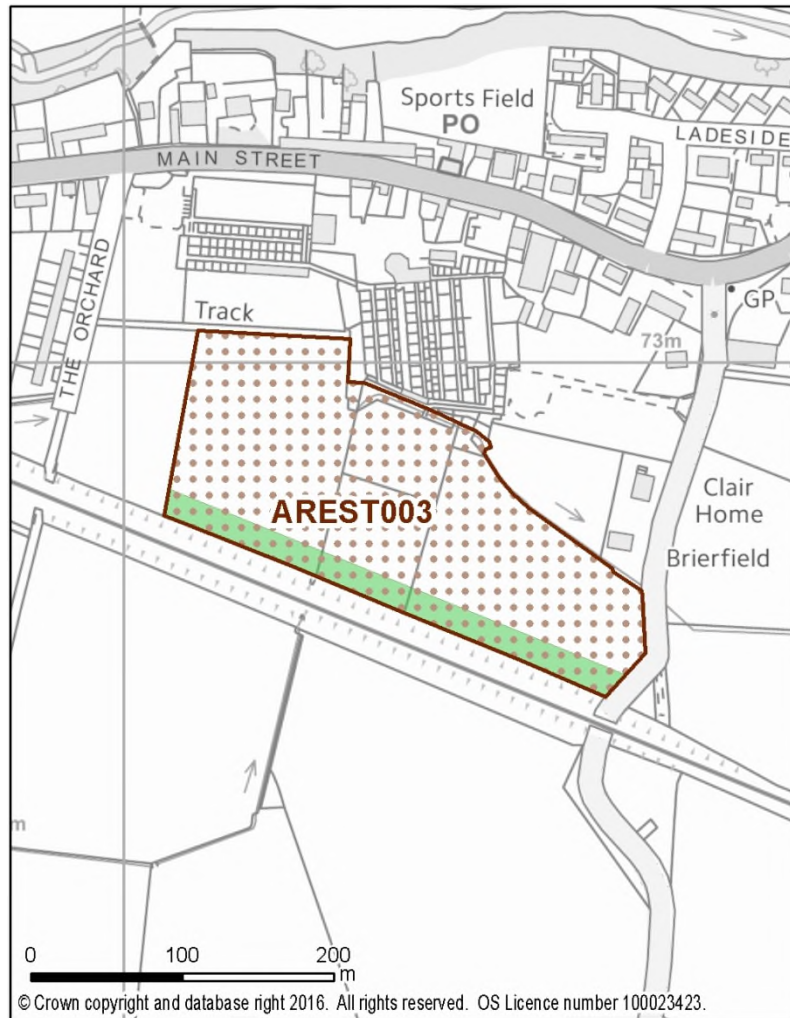 Sports Field
PO
LADESIDE
MAIN STREET
THE ORCHARD
Track
GP
73m
AREST003
Clair
Home
Brierfield
m
0 100 200
m
© Crown copyright and database right 2016. All rights reserved. OS Licence number 100023423.